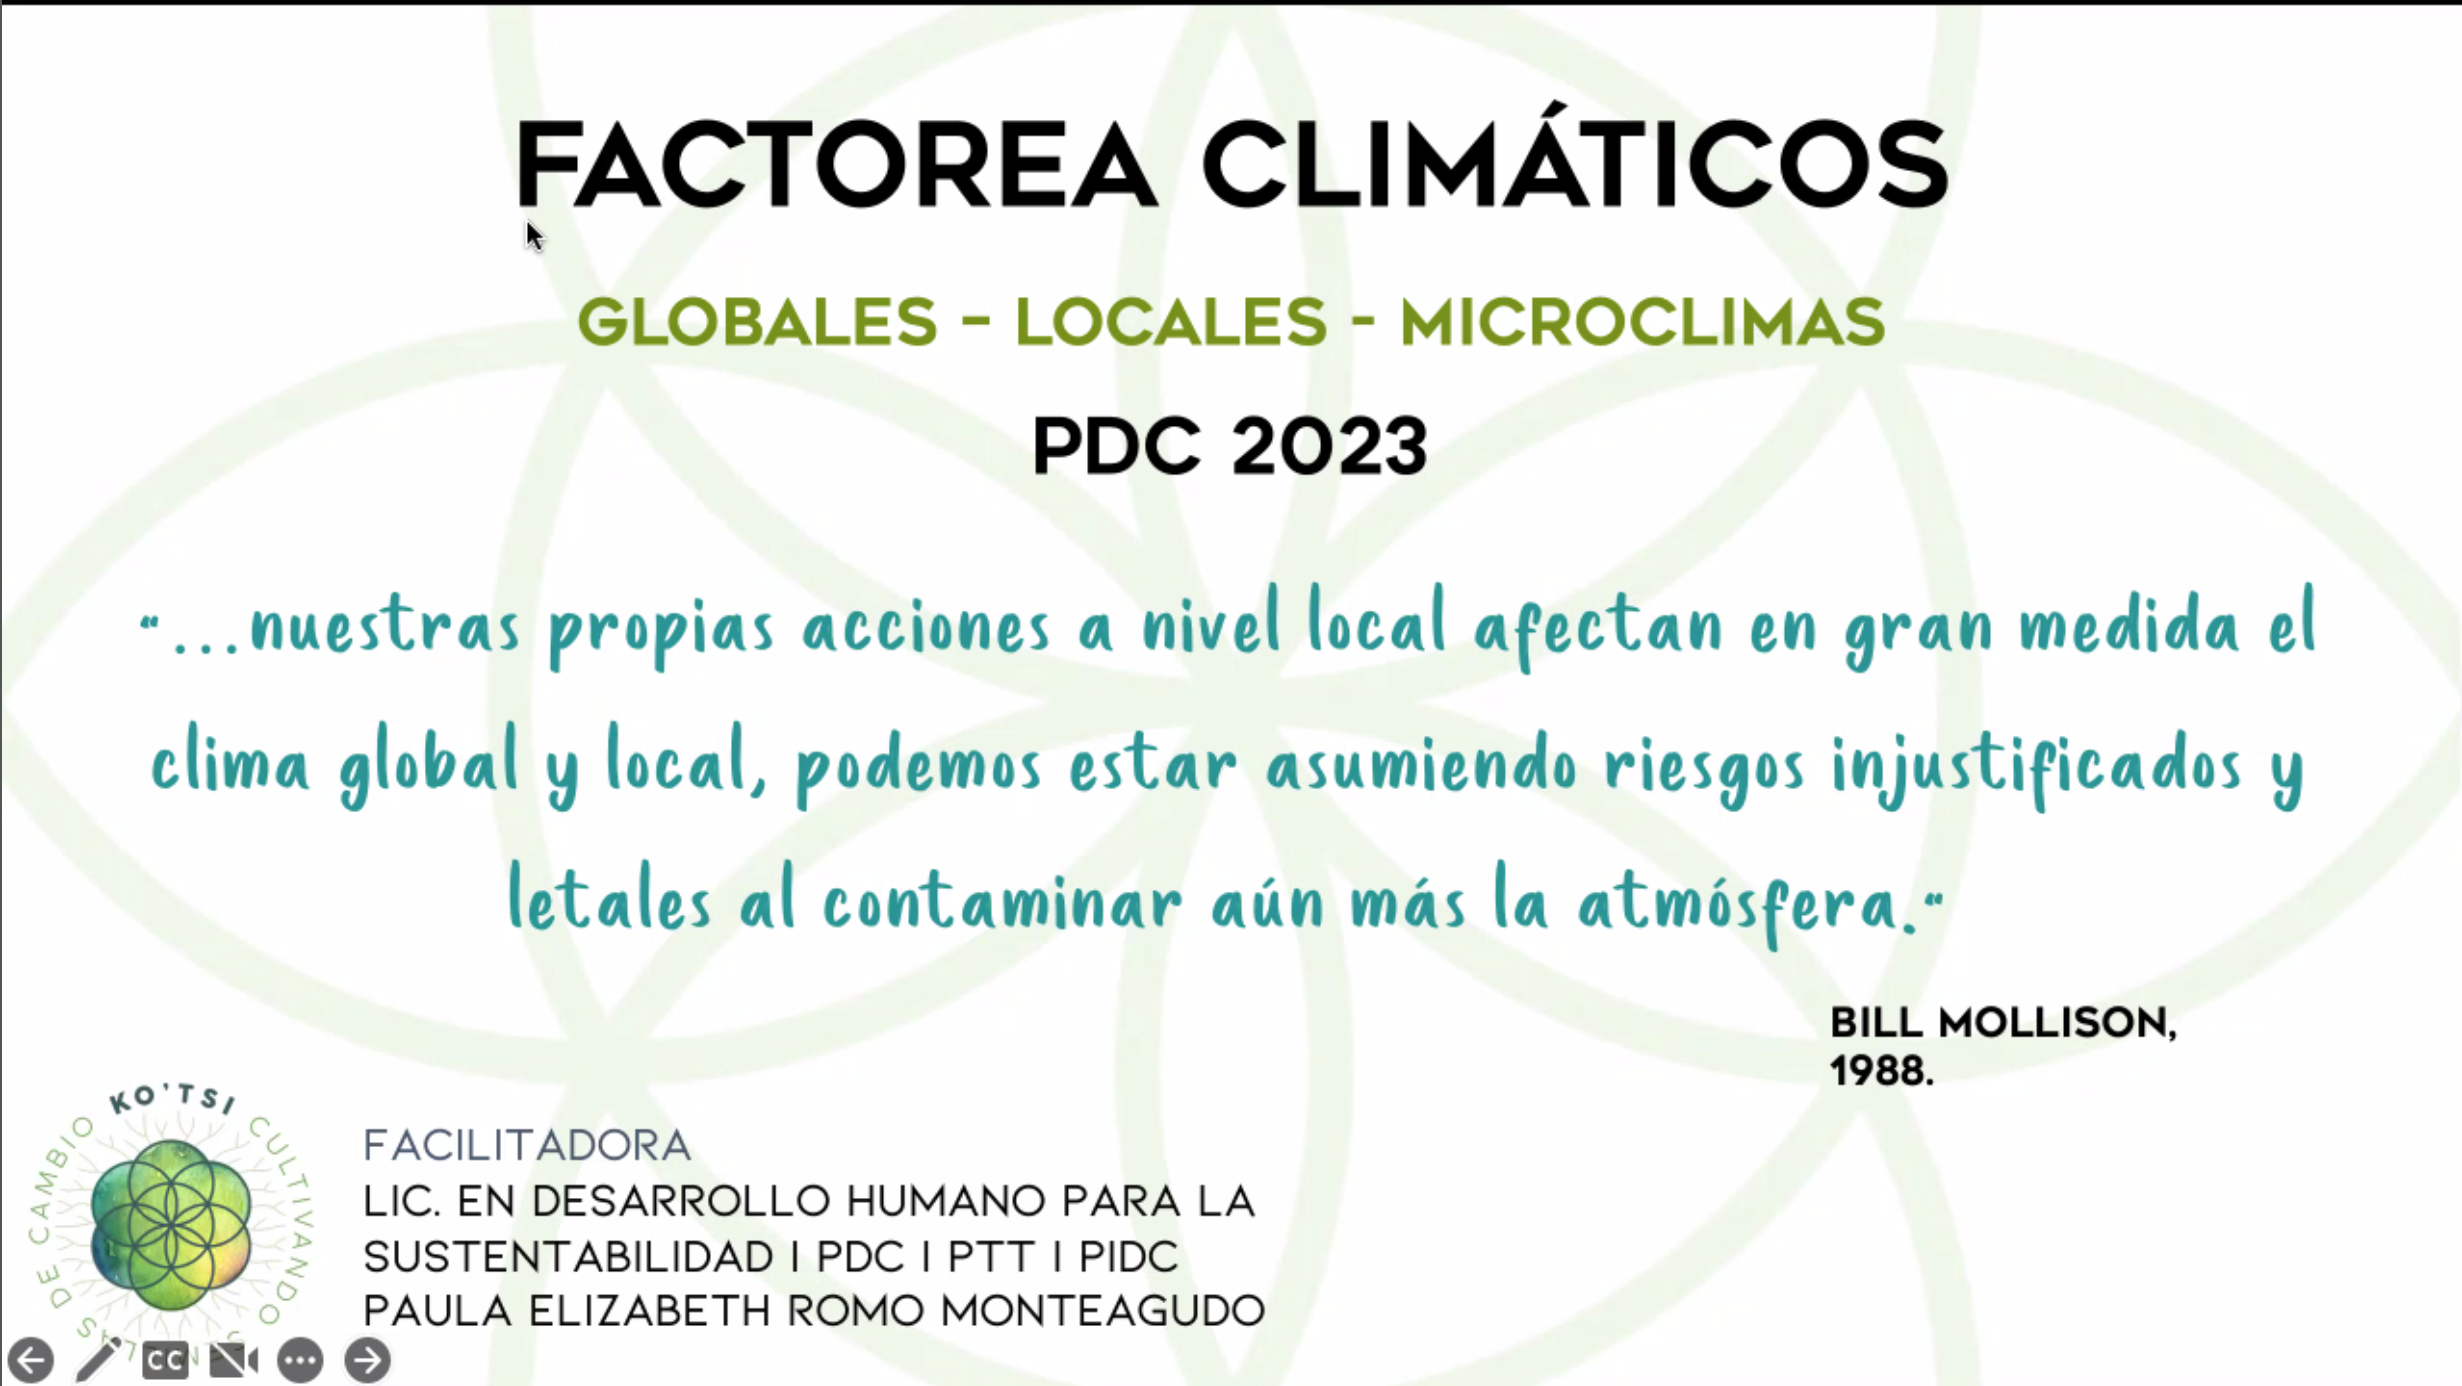 FACTOREA CLIMÁTICOS
GLOBALES – LOCALES - MICROCLIMAS
PDC 2023
“...nuestras propias acciones a nivel local afectan en gran medida el
clima global y local, podemos estar asumiendo riesgos injustificados y
letales al contaminar aún más la atmósfera.“
BILL MOLLISON,
1988.
KO'TSI CULTIVANDO
DE CAMBIO
FACILITADORA
LIC. EN DESARROLLO HUMANO PARA LA
SUSTENTABILIDAD I PDC I PTT I PIDC
PAULA ELIZABETH ROMO MONTEAGUDO
CC